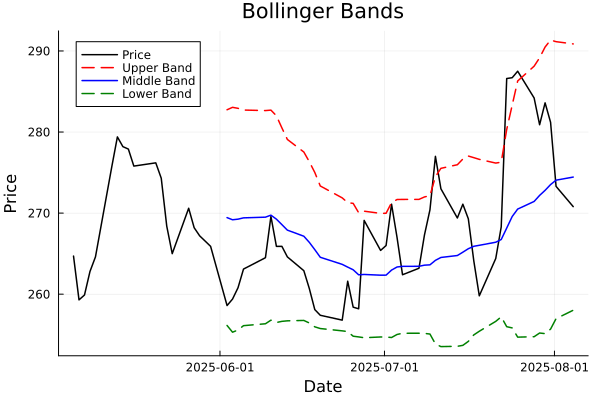 Bollinger Bands
Price
Upper Band
Middle Band
Lower Band
290
280
270
260
Price
2025-06-01
2025-07-01
2025-08-01
Date